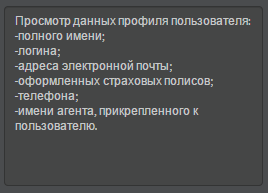 Просмотр данных профиля пользователя:
-полного имени;
-логина;
-адреса электронной почты;
-оформленных страховых полисов;
-телефона;
-имени агента, прикрепленного к
пользователю.